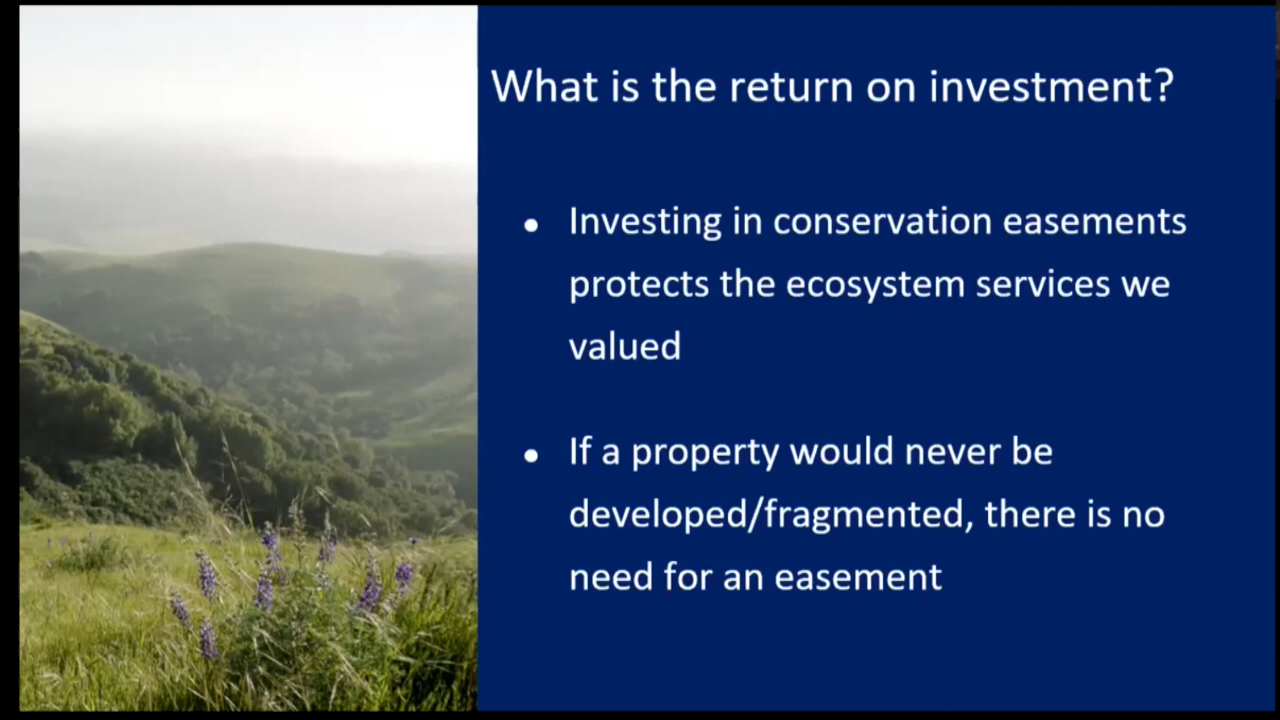 What is the return on investment?
● Investing in conservation easements
protects the ecosystem services we
valued
● If a property would never be
developed/fragmented, there is no
need for an easement